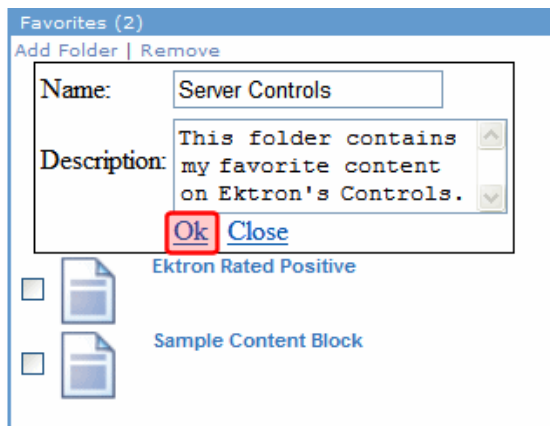 Favorites (2)
Add Folder | Remove
Name: Server Controls
Description: This folder contains
my favorite content
on Ektron's Controls.
Ok Close
Ektron Rated Positive
Sample Content Block